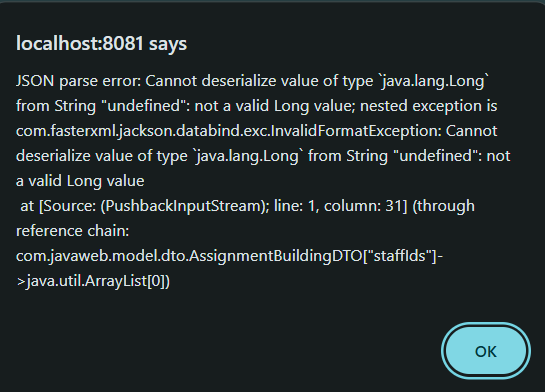 localhost:8081 says
JSON parse error: Cannot deserialize value of type `java.lang.Long`
from String "undefined": not a valid Long value; nested exception is
com.fasterxml.jackson.databind.exc.InvalidFormatException: Cannot
deserialize value of type `java.lang.Long` from String "undefined": not
a valid Long value
at [Source: (PushbackInputStream); line: 1, column: 31] (through
reference chain:
com.javaweb.model.dto.AssignmentBuildingDTO["staffIds"]-
>java.util.ArrayList[0])
OK